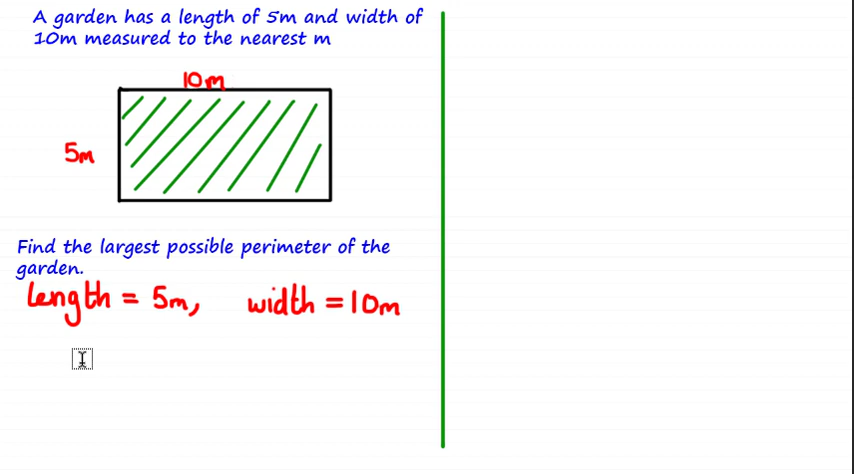 A garden has a length of 5m and width of
10m measured to the nearest m
10m
5m
Find the largest possible perimeter of the
garden.
length = 5m, width = 10m